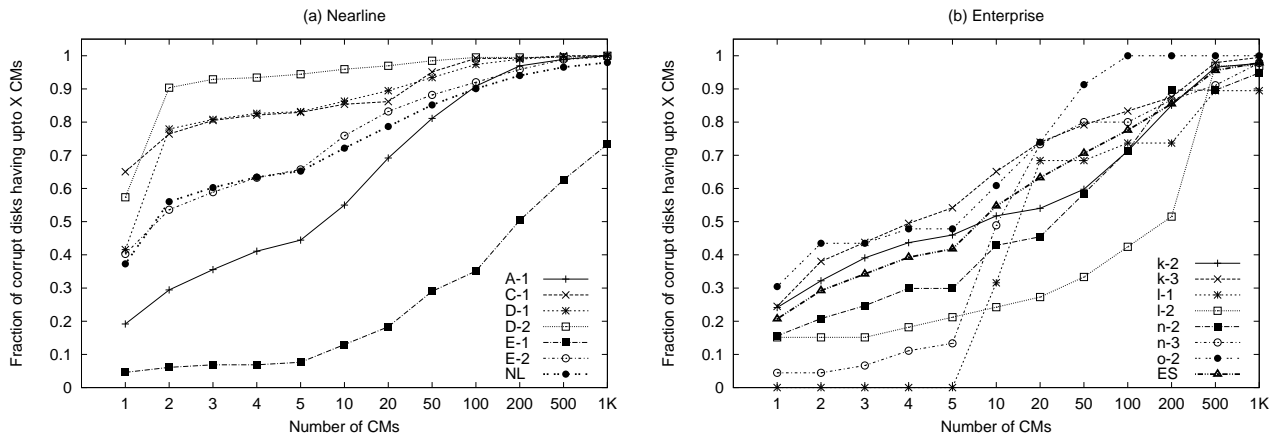 (a) Nearline
Fraction of corrupt disks having upto X CMs
1
0.9
0.8
0.7
0.6
0.5
0.4
0.3
0.2
0.1
0
A-1
C-1
D-1
D-2
E-1
E-2
NL
1 2 3 4 5 10 20 50 100 200 500 1K
Number of CMs
(b) Enterprise
Fraction of corrupt disks having upto X CMs
1
0.9
0.8
0.7
0.6
0.5
0.4
0.3
0.2
0.1
0
k-2
k-3
l-1
l-2
n-2
n-3
o-2
ES
1 2 3 4 5 10 20 50 100 200 500 1K
Number of CMs